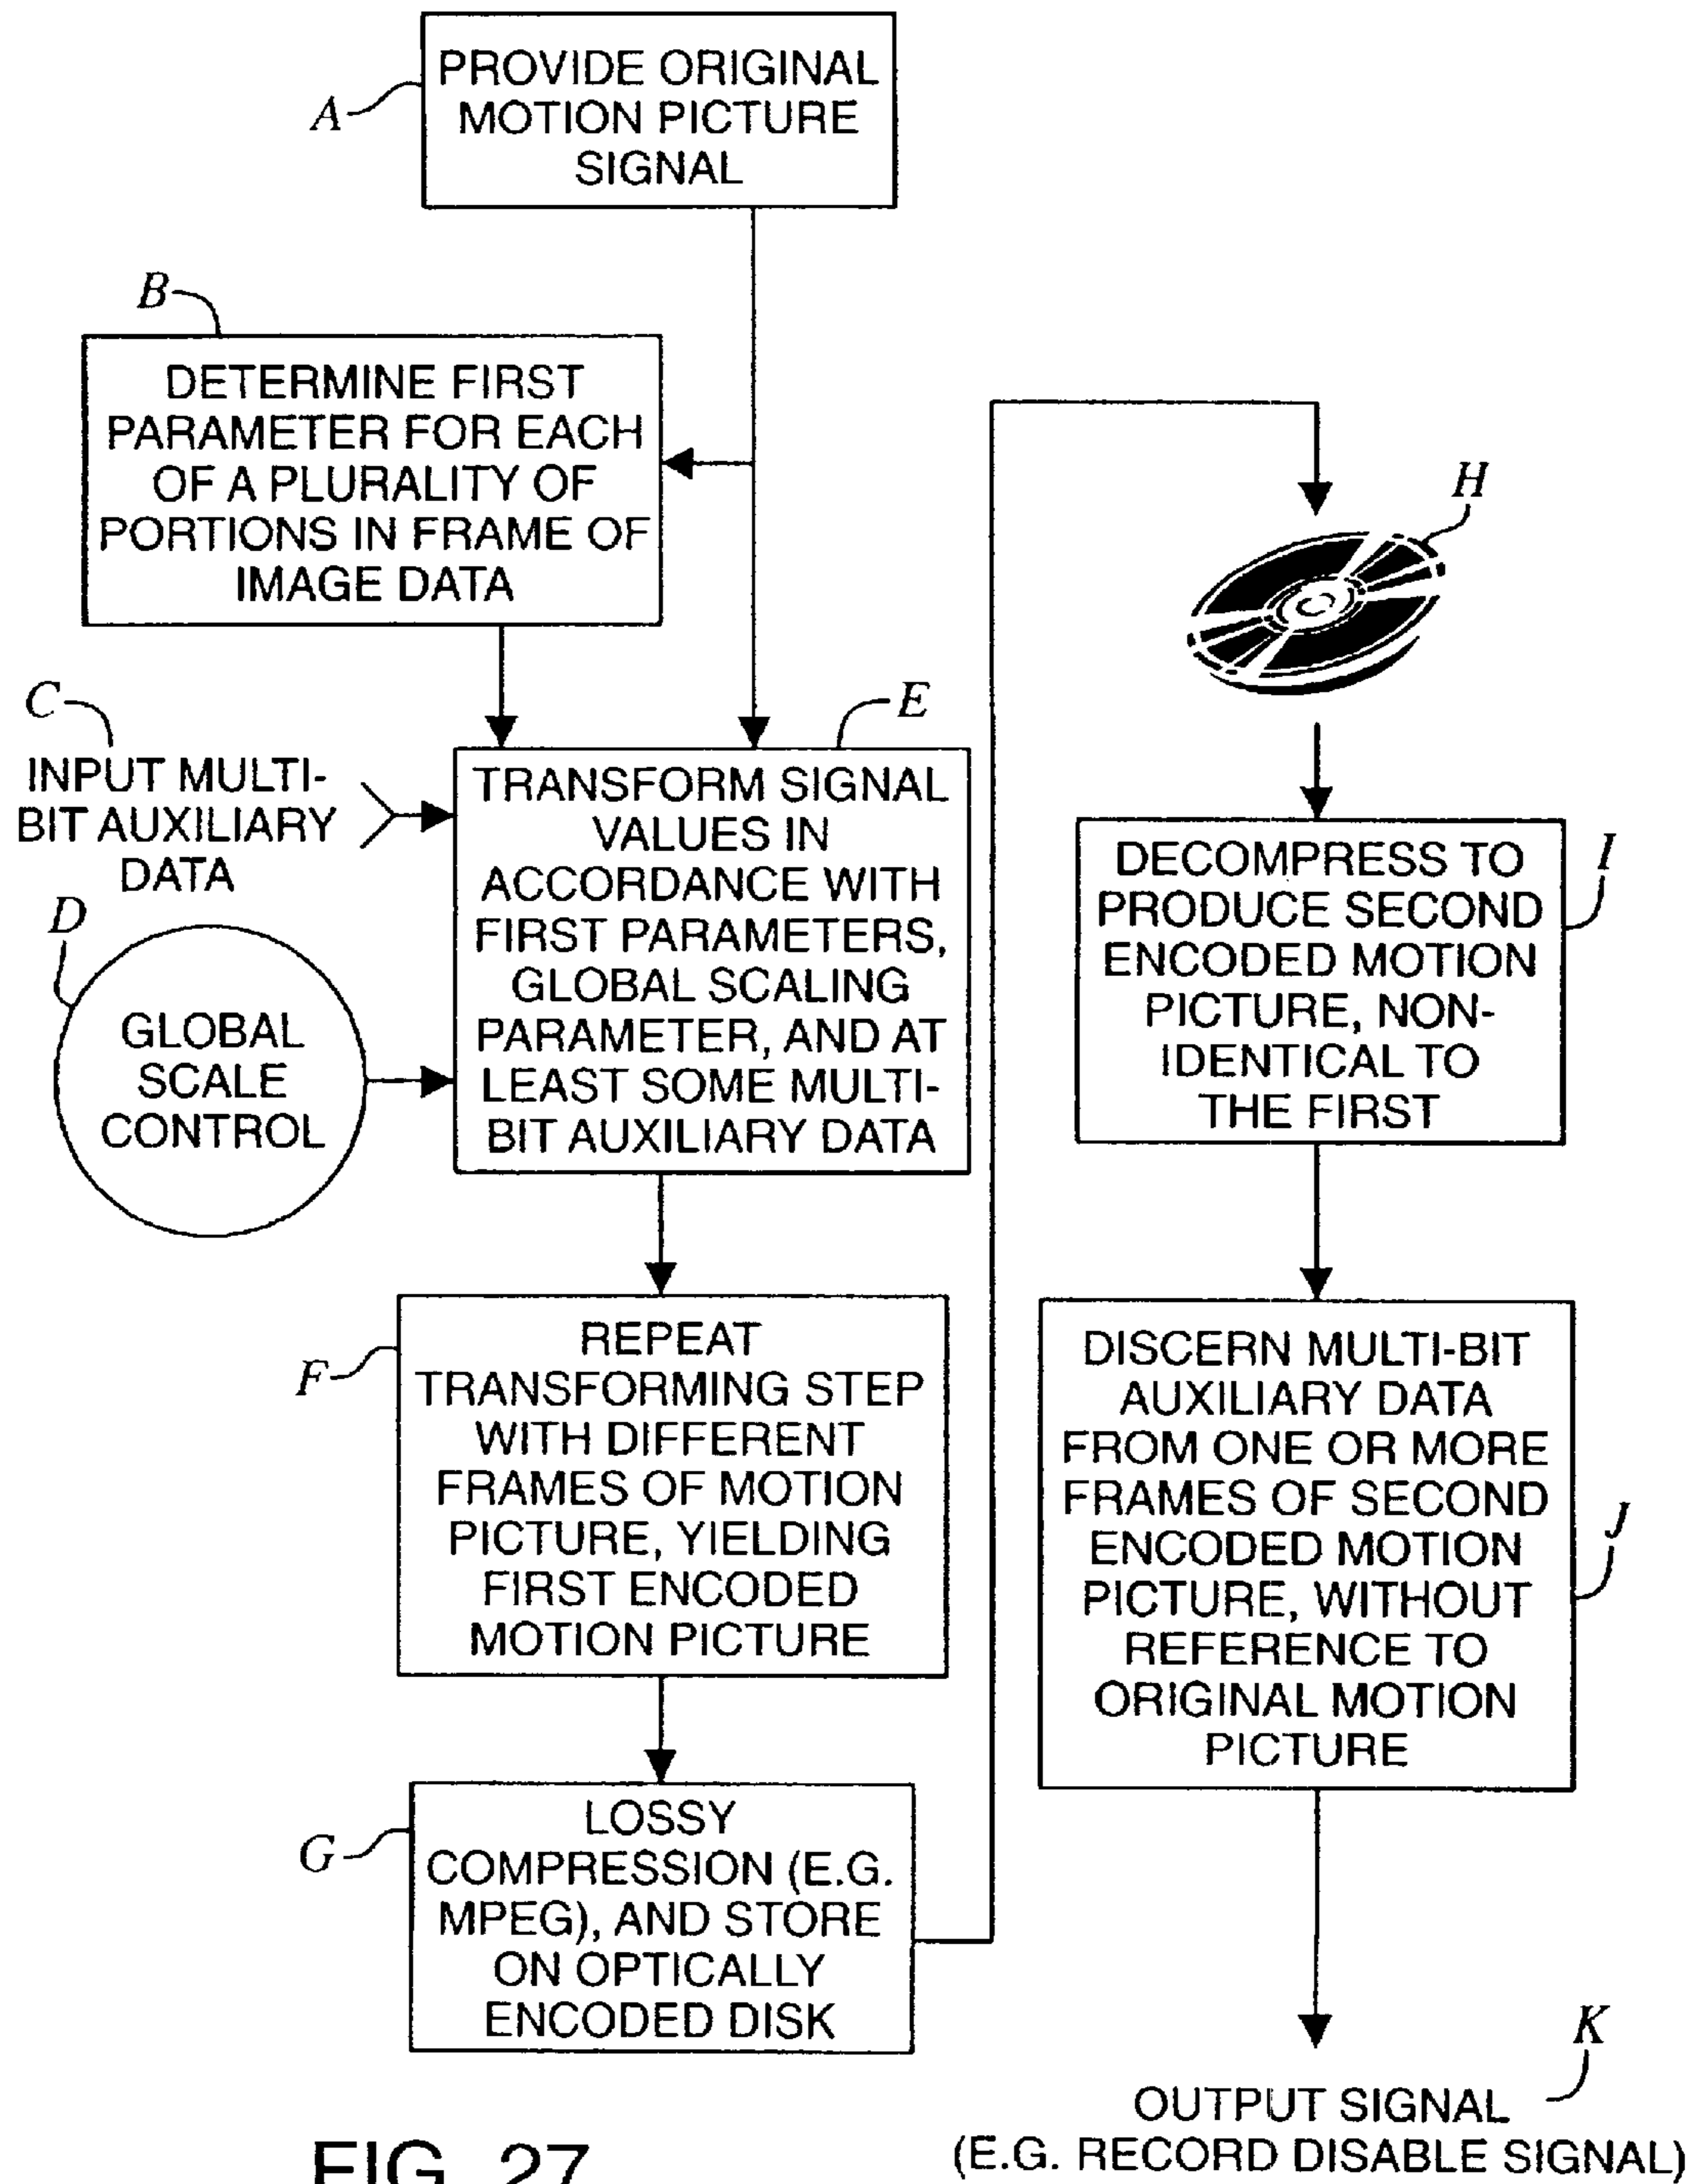 A
PROVIDE ORIGINAL
MOTION PICTURE
SIGNAL
B
DETERMINE FIRST
PARAMETER FOR EACH
OF A PLURALITY OF
PORTIONS IN FRAME OF
IMAGE DATA
C
INPUT MULTI-
BIT AUXILIARY
DATA
D
GLOBAL
SCALE
CONTROL
E
TRANSFORM SIGNAL
VALUES IN
ACCORDANCE WITH
FIRST PARAMETERS,
GLOBAL SCALING
PARAMETER, AND AT
LEAST SOME MULTI-
BIT AUXILIARY DATA
F
REPEAT
TRANSFORMING STEP
WITH DIFFERENT
FRAMES OF MOTION
PICTURE, YIELDING
FIRST ENCODED
MOTION PICTURE
G
LOSSY
COMPRESSION (E.G.
MPEG), AND STORE
ON OPTICALLY
ENCODED DISK
H
I
DECOMPRESS TO
PRODUCE SECOND
ENCODED MOTION
PICTURE, NON-
IDENTICAL TO
THE FIRST
J
DISCERN MULTI-BIT
AUXILIARY DATA
FROM ONE OR MORE
FRAMES OF SECOND
ENCODED MOTION
PICTURE, WITHOUT
REFERENCE TO
ORIGINAL MOTION
PICTURE
K
OUTPUT SIGNAL
(E.G. RECORD DISABLE SIGNAL)
FIG. 27